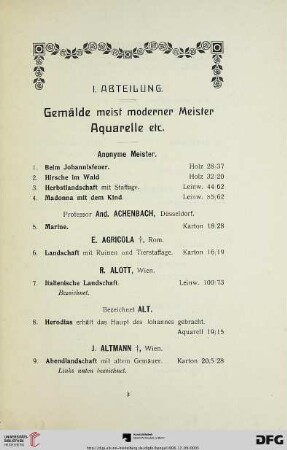 I. ABTEILUNG.
Gemälde meist moderner Meister
Aquarelle etc.
Anonyme Meister.
1. Beim Johannisfeuer. Holz 28:37
2. Hirsche im Wald. Holz 32:20
3. Herbstlandschaft mit Staffage. Leinw. 44:62
4. Madonna mit dem Kind. Leinw. 85:62
Professor And. ACHENBACH, Düsseldorf.
5. Marine. Karton 19:28
E. AGRICOLA †, Rom.
6. Landschaft mit Ruinen und Tierstaffage. Karton 16:19
R. ALOTT, Wien.
7. Italienische Landschaft. Leinw. 100:73
Bezeichnet.
Bezeichnet ALT.
8. Herodias erhält das Haupt des Johannes gebracht.
Aquarell 19:15
J. ALTMANN †, Wien.
9. Abendlandschaft mit altem Gemäuer. Karton 20,5:28
Links unten bezeichnet.
3
UNIVERSITÄTS-
BIBLIOTHEK
HEIDELBERG
DFG